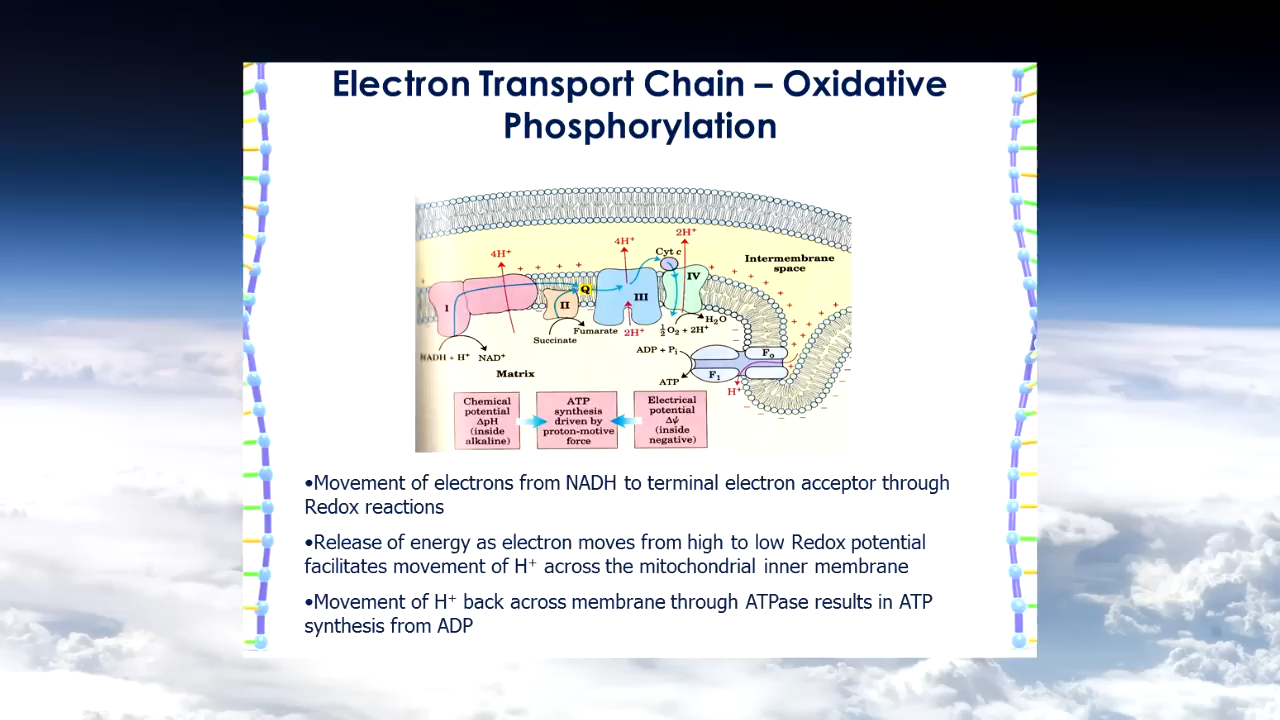 Electron Transport Chain – Oxidative
Phosphorylation
4H⁺
4H⁺
2H⁺
Cyt c
Intermembrane
space
I
II
Q
III
IV
NADH + H⁺
NAD⁺
Succinate
Fumarate
2H⁺
½O₂ + 2H⁺
H₂O
ADP + Pᵢ
ATP
F₀
F₁
H⁺
Matrix
Chemical
potential
ΔpH
(inside
alkaline)
ATP
synthesis
driven by
proton-motive
force
Electrical
potential
Δψ
(inside
negative)
•Movement of electrons from NADH to terminal electron acceptor through
Redox reactions
•Release of energy as electron moves from high to low Redox potential
facilitates movement of H⁺ across the mitochondrial inner membrane
•Movement of H⁺ back across membrane through ATPase results in ATP
synthesis from ADP